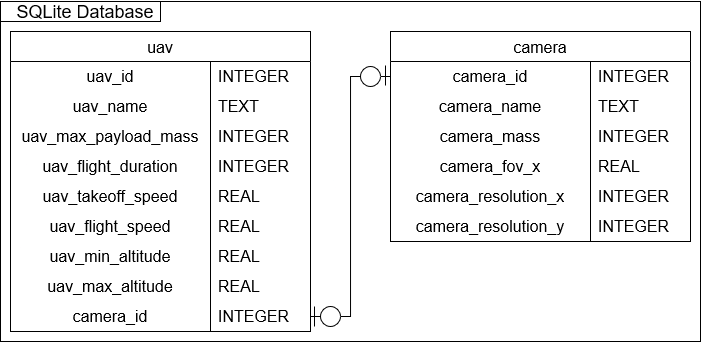 SQLite Database
uav
uav_id INTEGER
uav_name TEXT
uav_max_payload_mass INTEGER
uav_flight_duration INTEGER
uav_takeoff_speed REAL
uav_flight_speed REAL
uav_min_altitude REAL
uav_max_altitude REAL
camera_id INTEGER
camera
camera_id INTEGER
camera_name TEXT
camera_mass INTEGER
camera_fov_x REAL
camera_resolution_x INTEGER
camera_resolution_y INTEGER